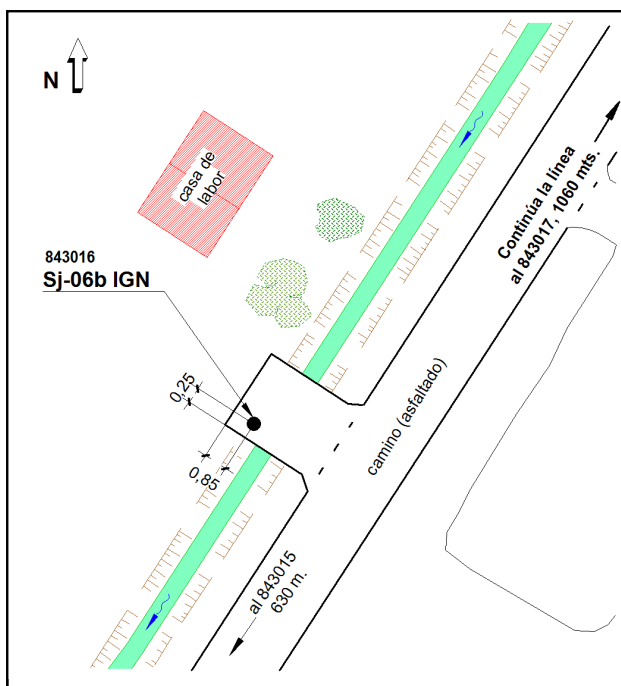 N
casa de
labor
843016
Sj-06b IGN
0,25
0,85
Continúa la línea
al 843017, 1060 mts.
camino (asfaltado)
al 843015
630 m.